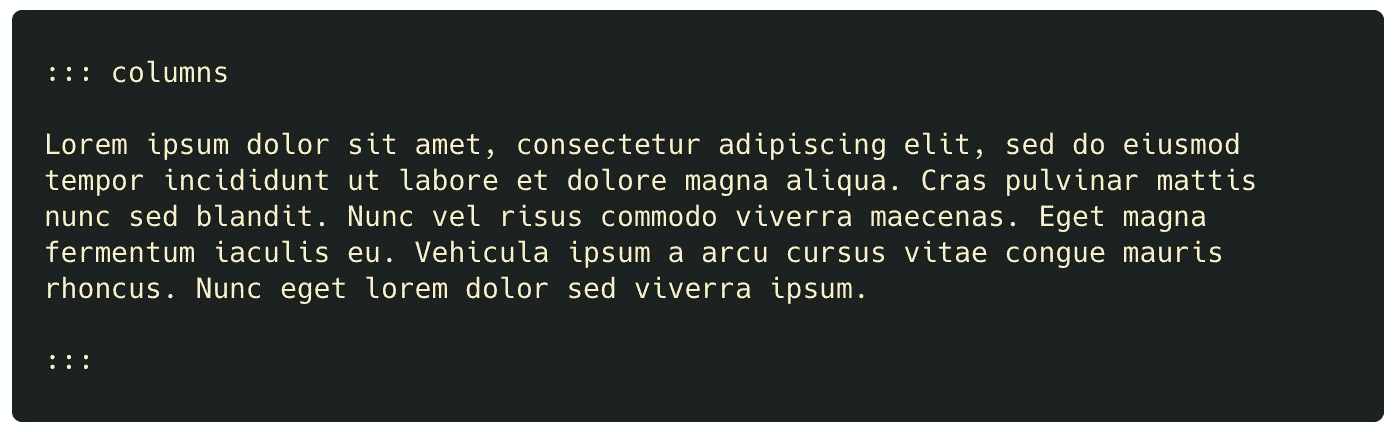 ::: columns
Lorem ipsum dolor sit amet, consectetur adipiscing elit, sed do eiusmod
tempor incididunt ut labore et dolore magna aliqua. Cras pulvinar mattis
nunc sed blandit. Nunc vel risus commodo viverra maecenas. Eget magna
fermentum iaculis eu. Vehicula ipsum a arcu cursus vitae congue mauris
rhoncus. Nunc eget lorem dolor sed viverra ipsum.
:::